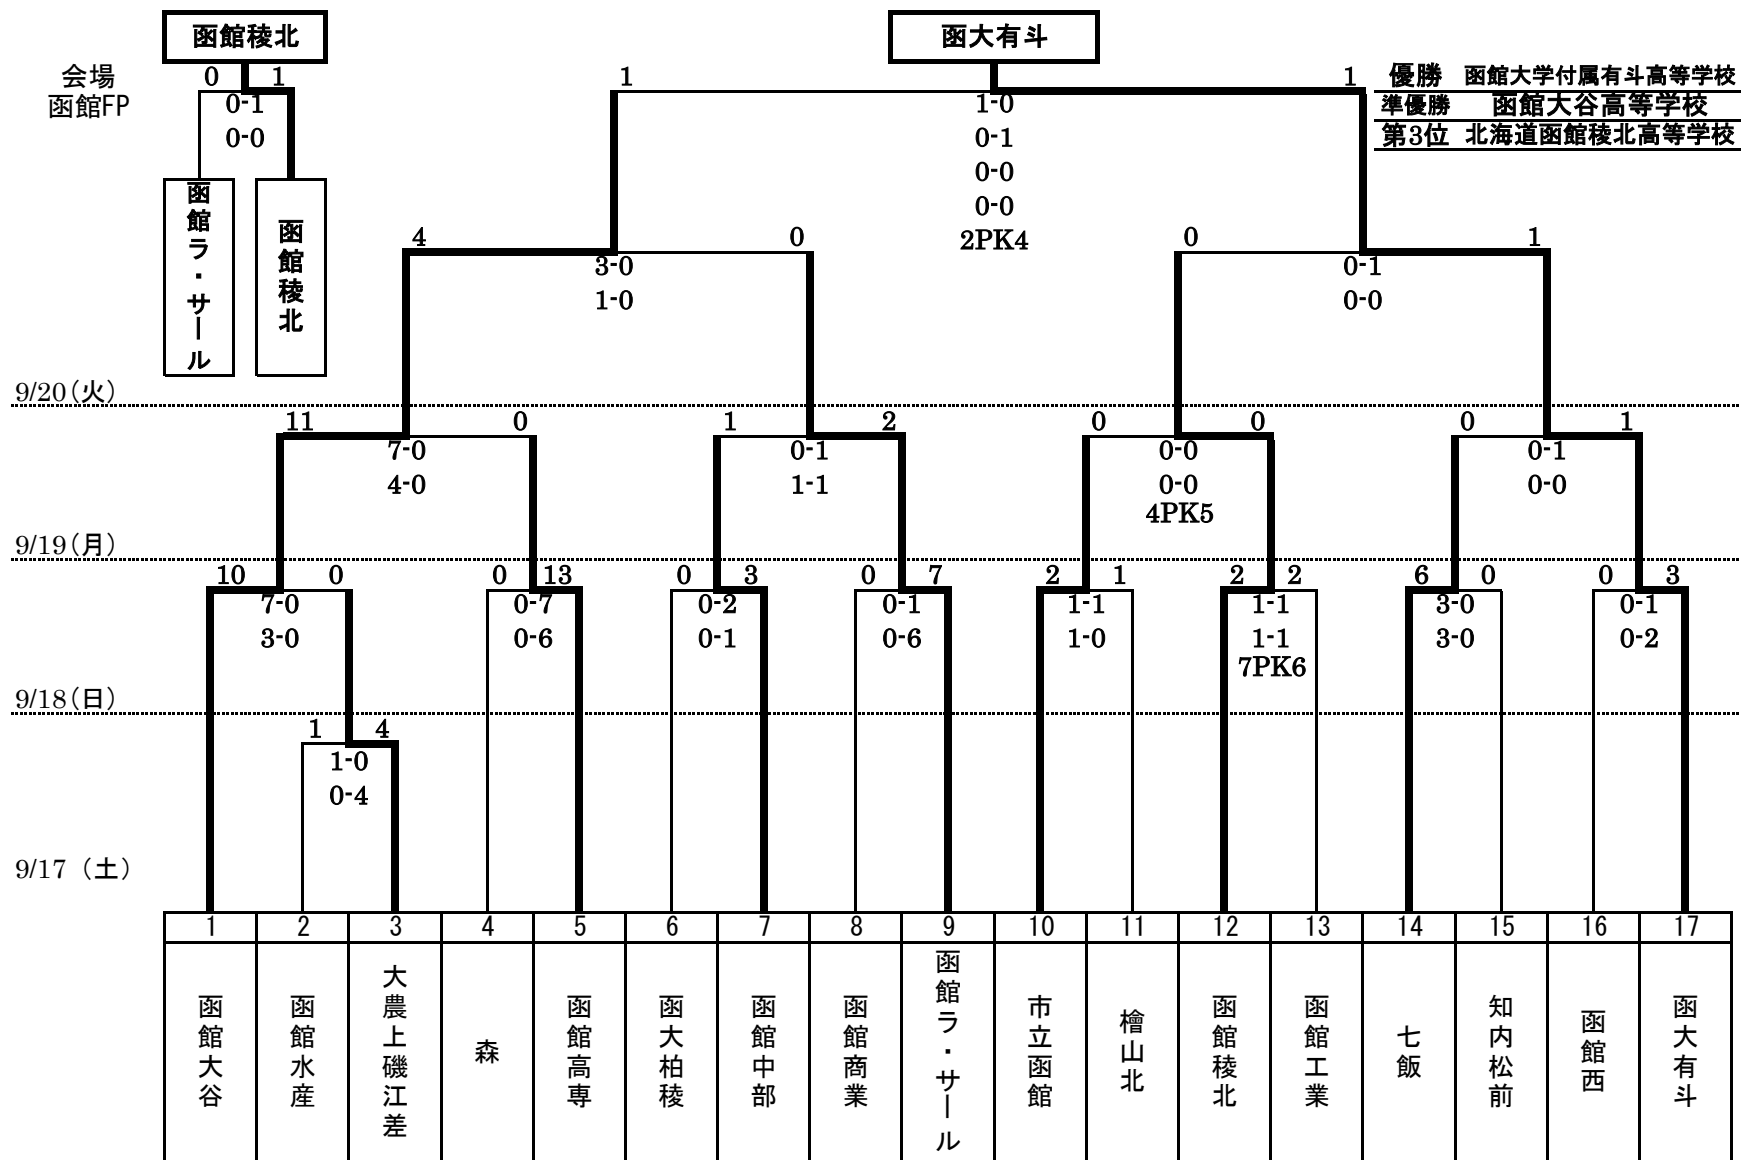 函館稜北
函大有斗
会場
函館FP
0 1
0-1
0-0
函館ラ・サール
函館稜北
1 1
1-0
0-1
0-0
0-0
2PK4
優勝 函館大学付属有斗高等学校
準優勝 函館大谷高等学校
第3位 北海道函館稜北高等学校
4 0
3-0
1-0
0 1
0-1
0-0
9/20(火)
11 0
7-0
4-0
1 2
0-1
1-1
0 0
0-0
0-0
4PK5
0 1
0-1
0-0
9/19(月)
10 0
7-0
3-0
0 13
0-7
0-6
0 3
0-2
0-1
0 7
0-1
0-6
2 1
1-1
1-0
2 2
1-1
1-1
7PK6
6 0
3-0
3-0
0 3
0-1
0-2
9/18(日)
1 4
1-0
0-4
9/17 (土)
1 2 3 4 5 6 7 8 9 10 11 12 13 14 15 16 17
函館大谷
函館水産
大農上磯江差
森
函館高専
函大柏稜
函館中部
函館商業
函館ラ・サール
市立函館
檜山北
函館稜北
函館工業
七飯
知内松前
函館西
函大有斗